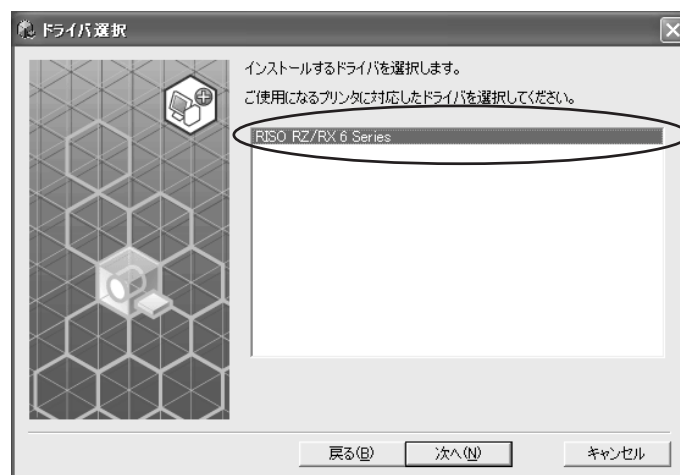 ドライバ選択
インストールするドライバを選択します。
ご使用になるプリンタに対応したドライバを選択してください。
RISO RZ/RX 6 Series
戻る(B)
次へ(N)
キャンセル